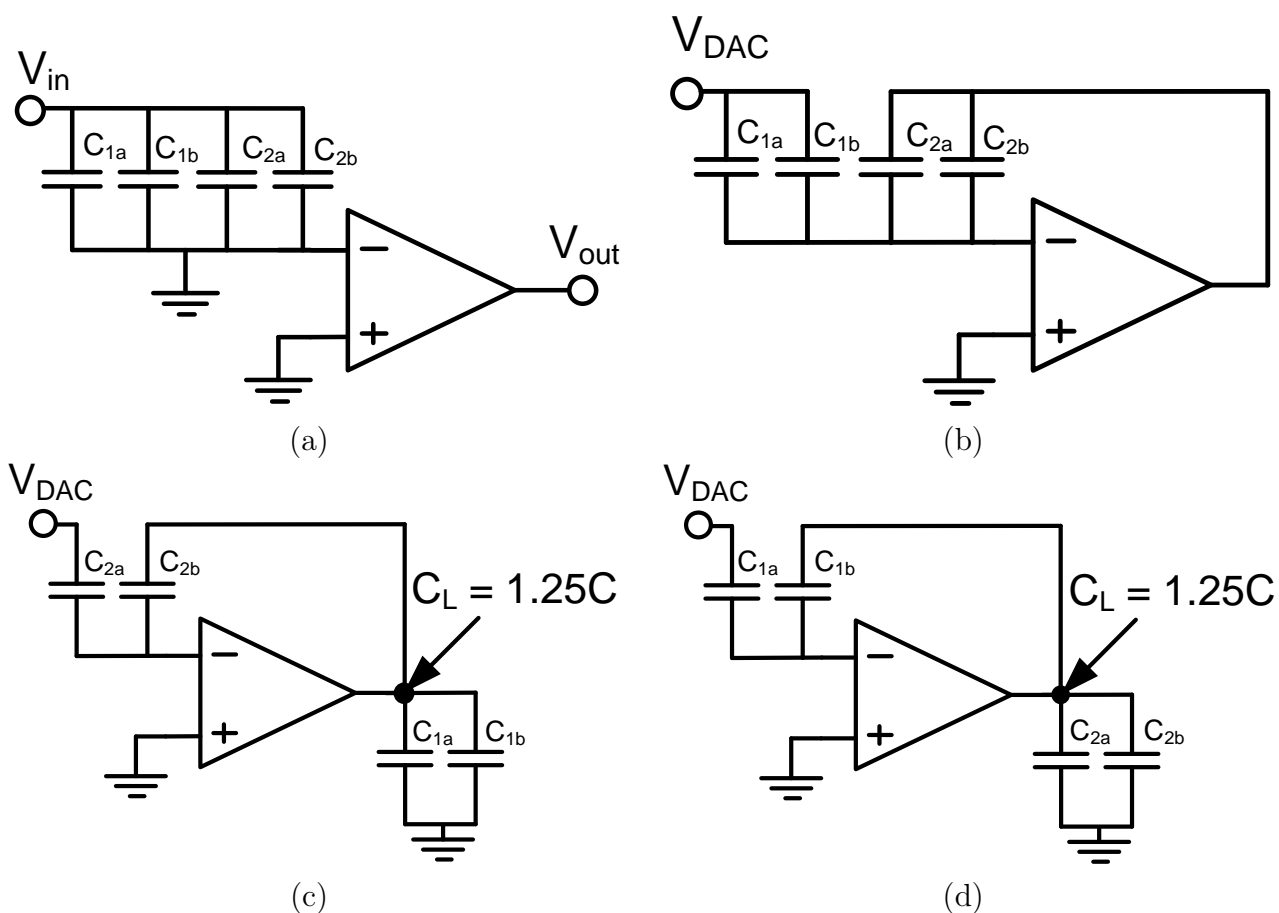 V_in
C_1a C_1b C_2a C_2b
V_out
−
+
(a)
V_DAC
C_1a C_1b C_2a C_2b
−
+
(b)
V_DAC
C_2a C_2b
C_L = 1.25C
−
+
C_1a C_1b
(c)
V_DAC
C_1a C_1b
C_L = 1.25C
−
+
C_2a C_2b
(d)